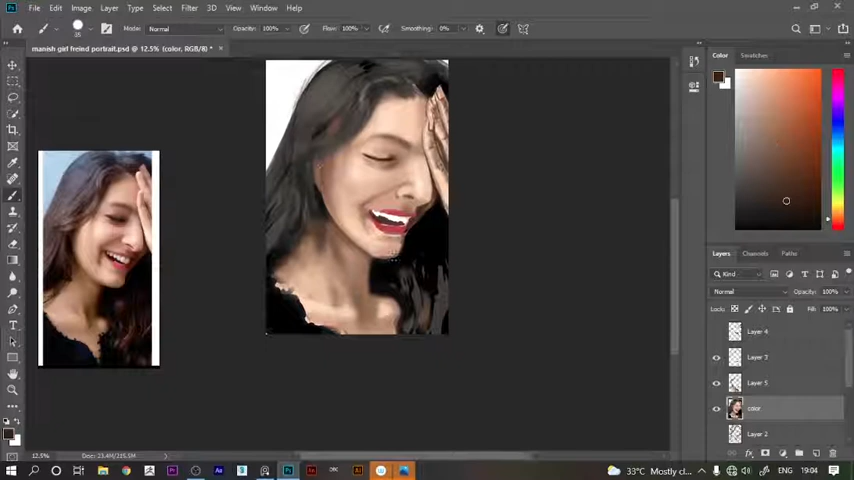 File Edit Image Layer Type Select Filter 3D View Window Help
35 Mode: Normal Opacity: 100% Flow: 100% Smoothing: 0%
manish girl freind portrait.psd @ 12.5% (color, RGB/8) *
Color Swatches
Layers Channels Paths
Kind
Normal Opacity: 100%
Locks: Fill: 100%
Layer 4
Layer 3
Layer 5
color
Layer 2
12.5% Doc: 23.4M/215.5M
33°C Mostly cl... ENG 19:04